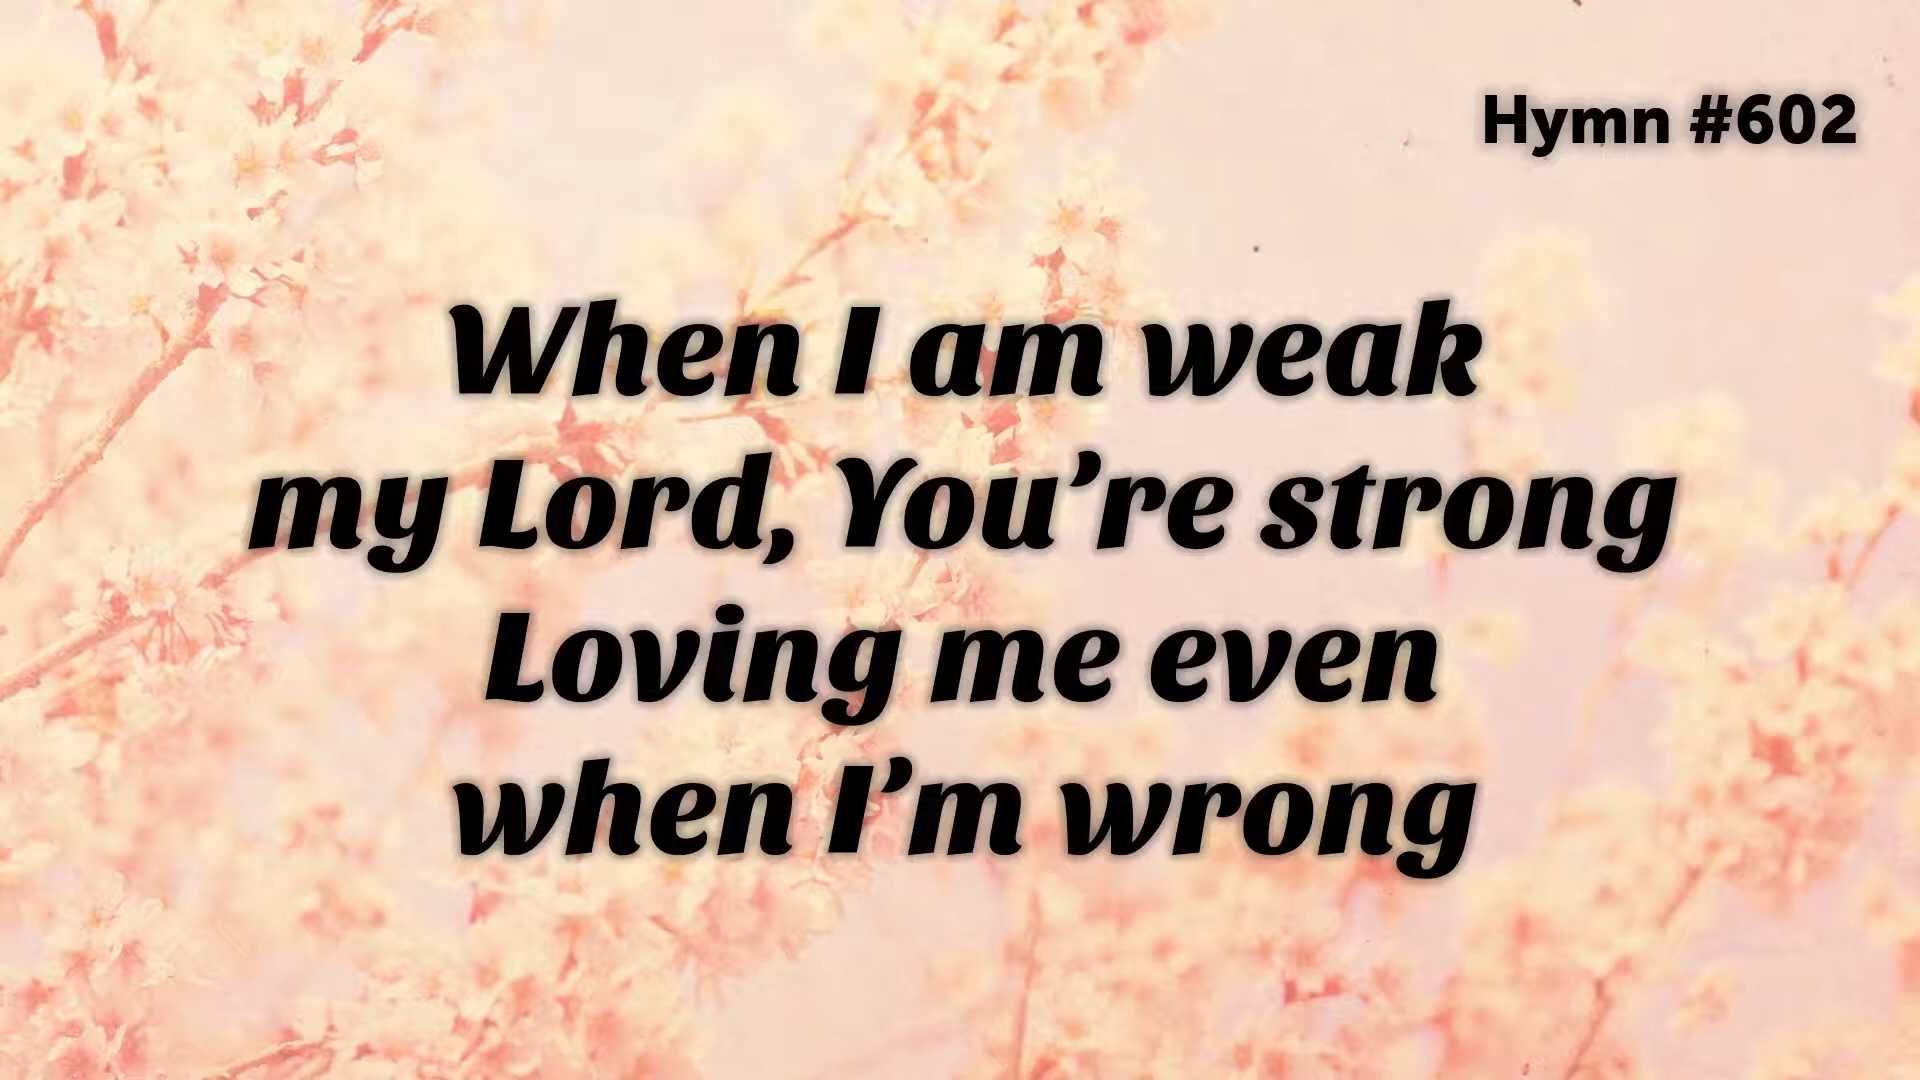 Hymn #602
When I am weak
my Lord, You’re strong
Loving me even
when I’m wrong